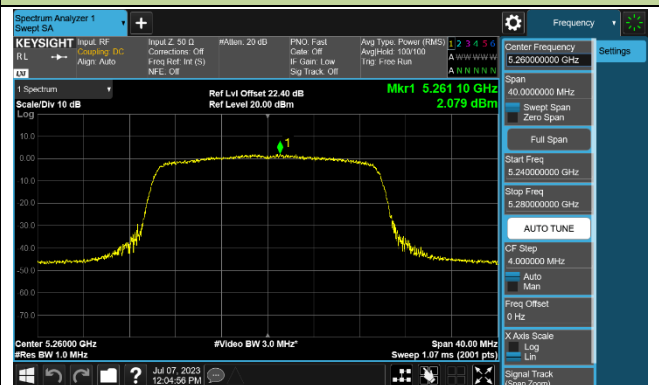 Spectrum Analyzer 1
Swept SA
+
Frequency
KEYSIGHT
RL
LXI
Input: RF
Coupling: DC
Align: Auto
Input Z: 50 Ω
Corrections: Off
Freq Ref: Int (S)
NFE: Off
#Atten: 20 dB
PNO: Fast
Gate: Off
IF Gain: Low
Sig Track: Off
Avg Type: Power (RMS)
Avg|Hold: 100/100
Trig: Free Run
1 2 3 4 5 6
A W W W W W
A N N N N N
1 Spectrum
Scale/Div 10 dB
Log
Ref Lvl Offset 22.40 dB
Ref Level 20.00 dBm
Mkr1 5.261 10 GHz
2.079 dBm
1
10.0
0.00
-10.0
-20.0
-30.0
-40.0
-50.0
-60.0
-70.0
Center 5.26000 GHz
#Res BW 1.0 MHz
#Video BW 3.0 MHz*
Span 40.00 MHz
Sweep 1.07 ms (2001 pts)
Jul 07, 2023
12:04:56 PM
Center Frequency
5.260000000 GHz
Settings
Span
40.0000000 MHz
Swept Span
Zero Span
Full Span
Start Freq
5.240000000 GHz
Stop Freq
5.280000000 GHz
AUTO TUNE
CF Step
4.000000 MHz
Auto
Man
Freq Offset
0 Hz
X Axis Scale
Log
Lin
Signal Track
(Span Zoom)